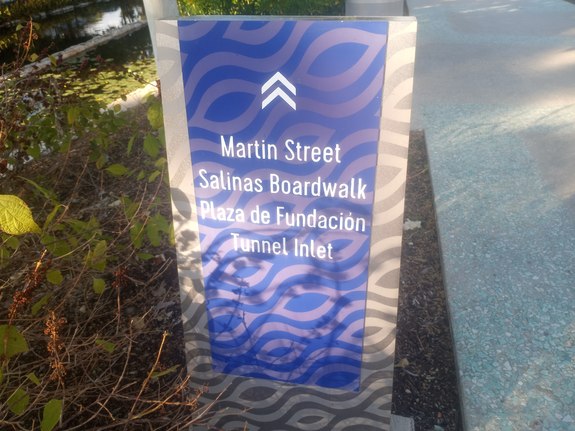 Martin Street
Salinas Boardwalk
Plaza de Fundación
Tunnel Inlet